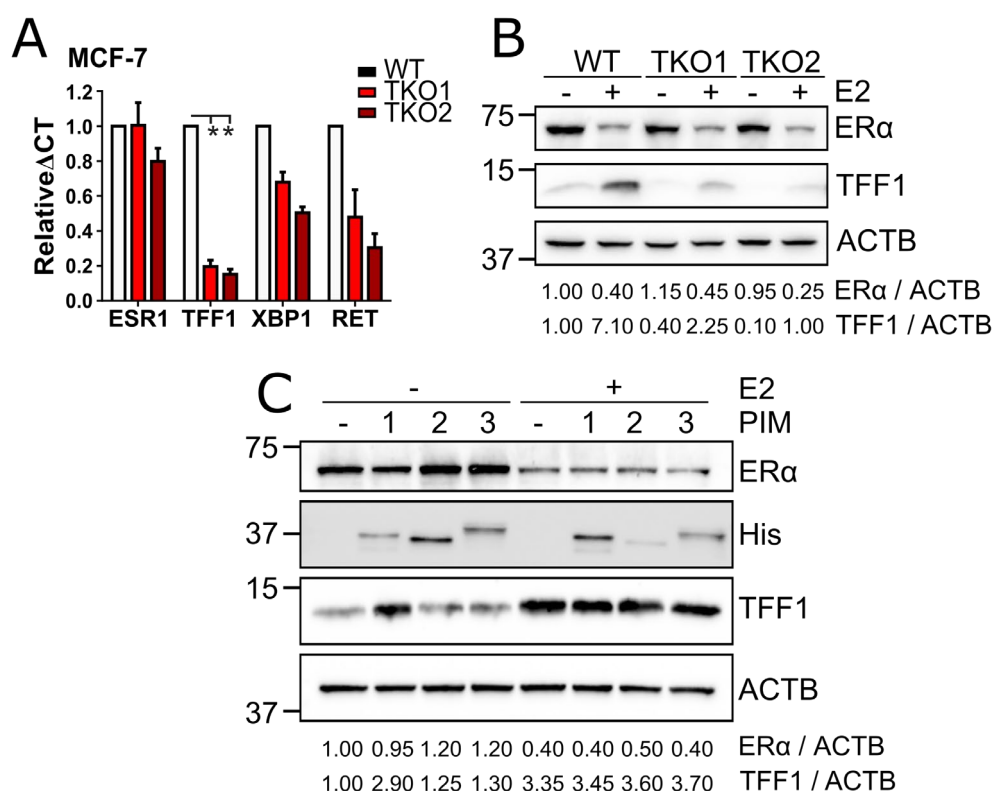 A
MCF-7
WT
TKO1
TKO2
RelativeΔCT
1.2
1.0
0.8
0.6
0.4
0.2
0.0
**
ESR1 TFF1 XBP1 RET
B
WT TKO1 TKO2
- + - + - + E2
75 ERα
15 TFF1
ACTB
37
1.00 0.40 1.15 0.45 0.95 0.25 ERα / ACTB
1.00 7.10 0.40 2.25 0.10 1.00 TFF1 / ACTB
C
- + E2
- 1 2 3 - 1 2 3 PIM
75 ERα
37 His
15 TFF1
ACTB
37
1.00 0.95 1.20 1.20 0.40 0.40 0.50 0.40 ERα / ACTB
1.00 2.90 1.25 1.30 3.35 3.45 3.60 3.70 TFF1 / ACTB